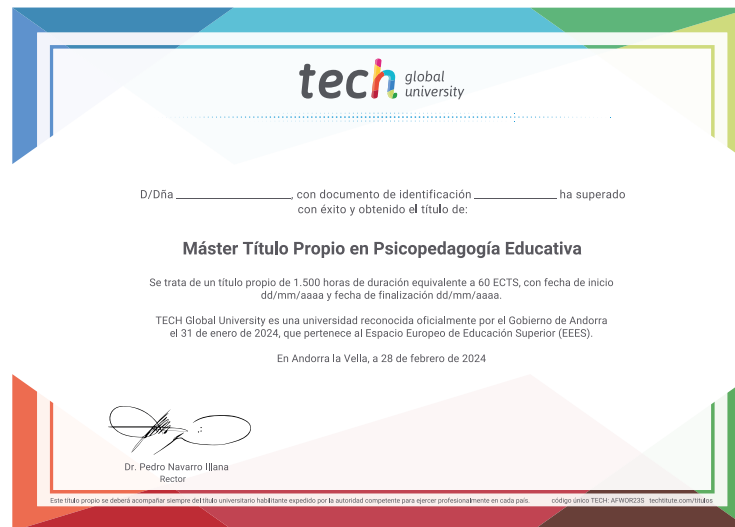 tech global university
D/Dña ______________, con documento de identificación ______________ ha superado
con éxito y obtenido el título de:
Máster Título Propio en Psicopedagogía Educativa
Se trata de un título propio de 1.500 horas de duración equivalente a 60 ECTS, con fecha de inicio
dd/mm/aaaa y fecha de finalización dd/mm/aaaa.
TECH Global University es una universidad reconocida oficialmente por el Gobierno de Andorra
el 31 de enero de 2024, que pertenece al Espacio Europeo de Educación Superior (EEES).
En Andorra la Vella, a 28 de febrero de 2024
Dr. Pedro Navarro Illana
Rector
Este título propio se deberá acompañar siempre del título universitario habilitante expedido por la autoridad competente para ejercer profesionalmente en cada país. código único TECH: AFWOR23S techtitute.com/titulos